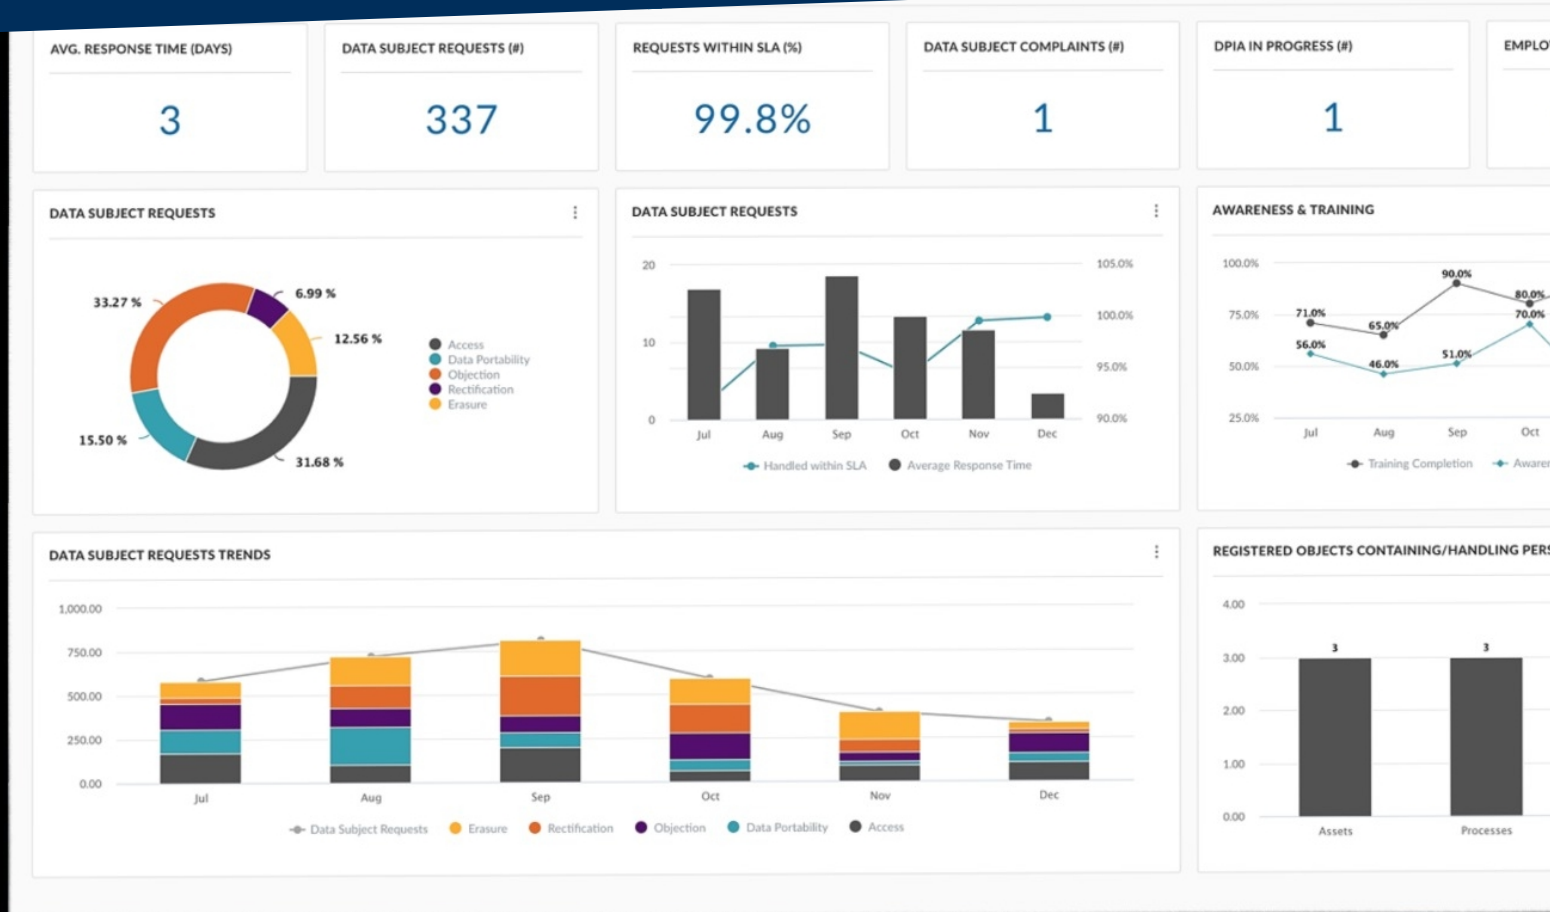 AVG. RESPONSE TIME (DAYS)
3
DATA SUBJECT REQUESTS (#)
337
REQUESTS WITHIN SLA (%)
99.8%
DATA SUBJECT COMPLAINTS (#)
1
DPIA IN PROGRESS (#)
1
EMPLO
DATA SUBJECT REQUESTS
33.27 %
6.99 %
12.56 %
15.50 %
31.68 %
Access
Data Portability
Objection
Rectification
Erasure
DATA SUBJECT REQUESTS
20
10
0
105.0%
100.0%
95.0%
90.0%
Jul Aug Sep Oct Nov Dec
Handled within SLA Average Response Time
AWARENESS & TRAINING
100.0%
75.0%
50.0%
25.0%
71.0%
65.0%
90.0%
80.0%
56.0%
46.0%
51.0%
70.0%
Jul Aug Sep Oct
Training Completion Awaren
DATA SUBJECT REQUESTS TRENDS
1,000.00
750.00
500.00
250.00
0.00
Jul Aug Sep Oct Nov Dec
Data Subject Requests Erasure Rectification Objection Data Portability Access
REGISTERED OBJECTS CONTAINING/HANDLING PERS
4.00
3.00
2.00
1.00
0.00
3
3
Assets Processes